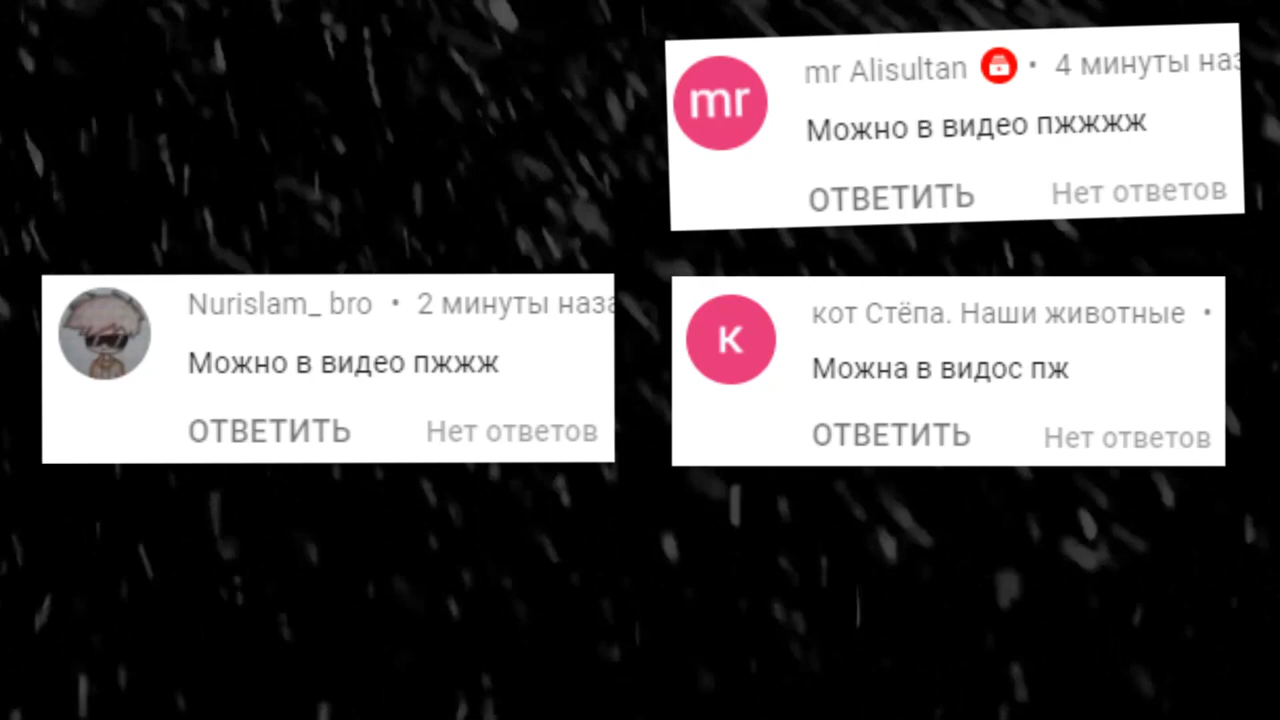 mr
mr Alisultan • 4 минуты наз
Можно в видео пжжжж
ОТВЕТИТЬ Нет ответов
Nurislam_ bro • 2 минуты наза
Можно в видео пжжж
ОТВЕТИТЬ Нет ответов
К
кот Стёпа. Наши животные •
Можна в видос пж
ОТВЕТИТЬ Нет ответов